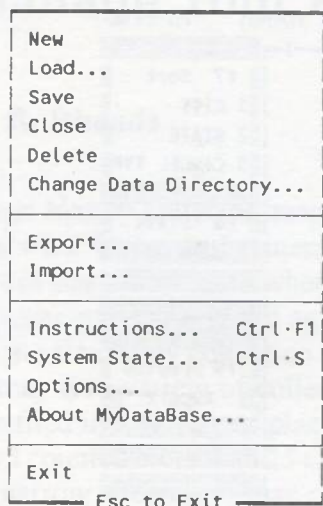 New
Load...
Save
Close
Delete
Change Data Directory...
Export...
Import...
Instructions... Ctrl-F1
System State... Ctrl-S
Options...
About MyDataBase...
Exit
Esc to Exit